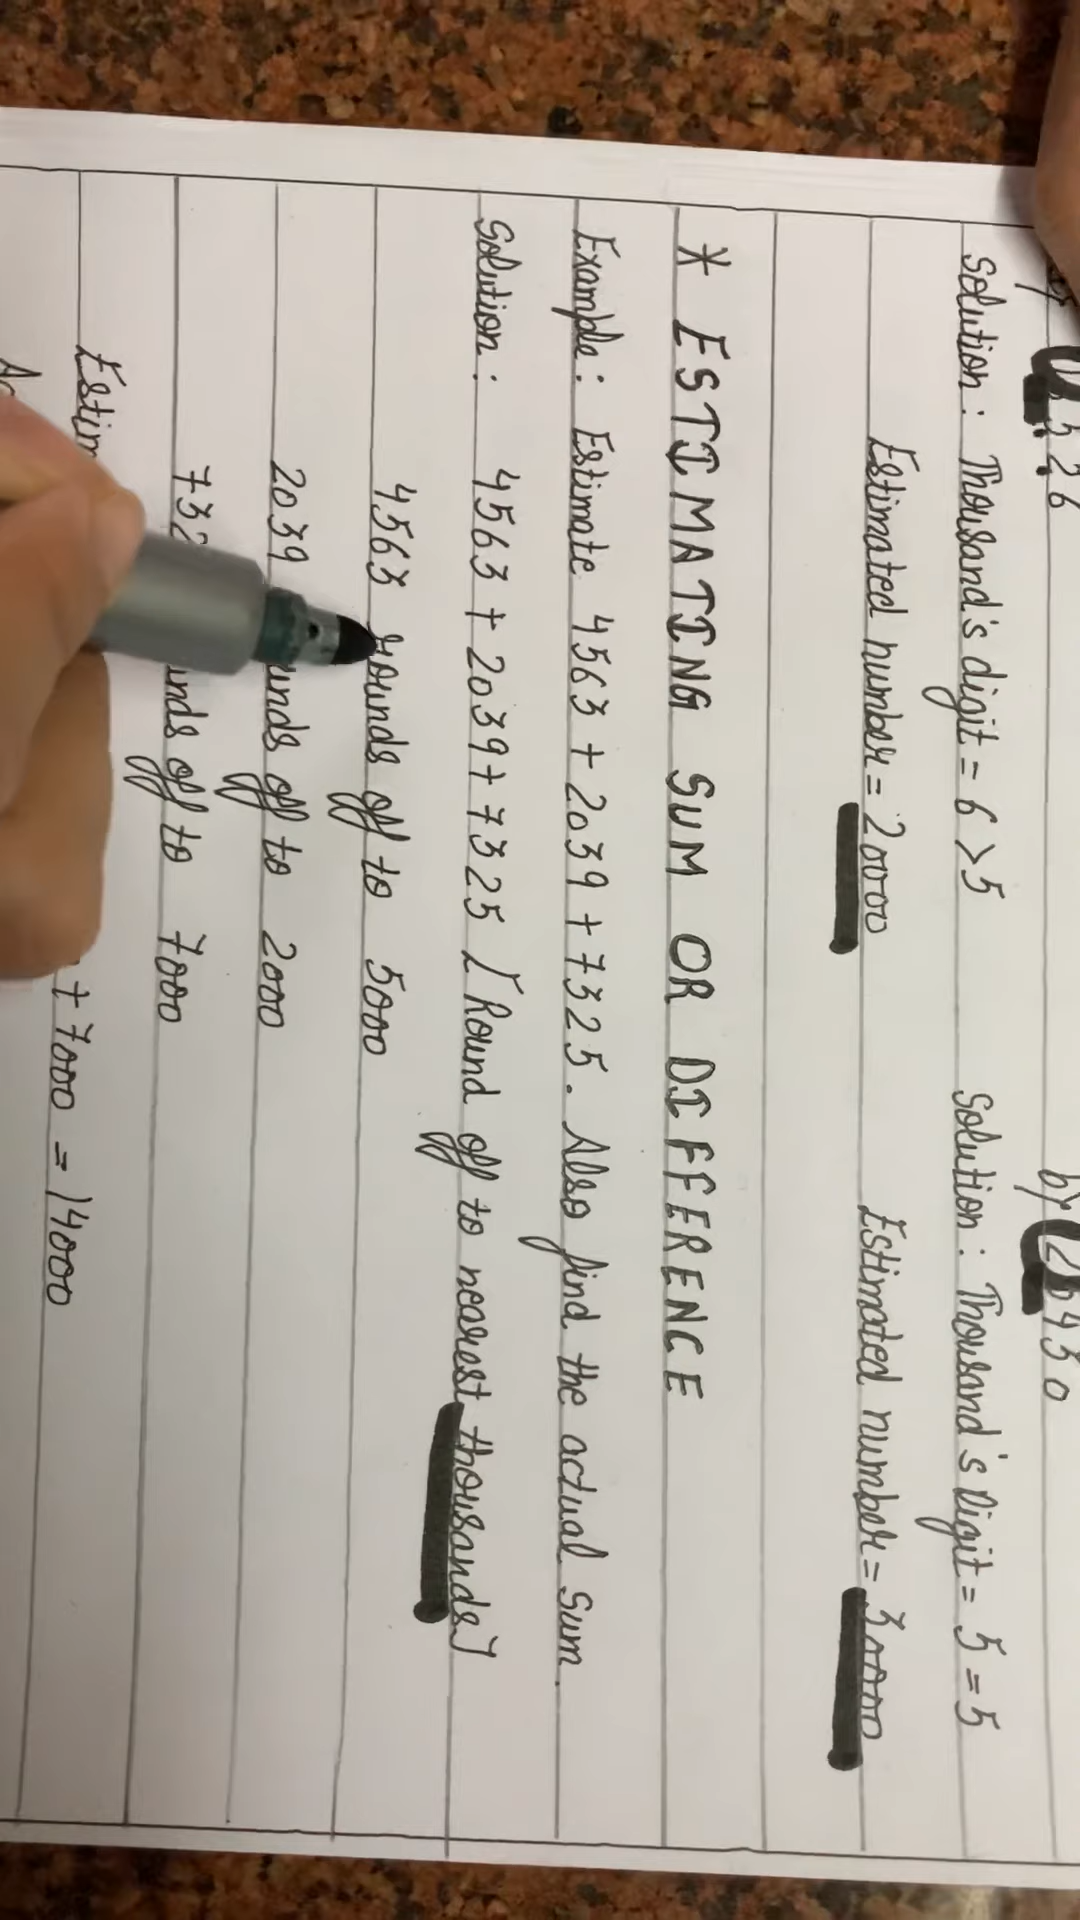 b)
Solution: Thousand's digit = 6 > 5 Solution: Thousand's Digit = 5 = 5
Estimated number = 20000 Estimated number = 30000
* ESTIMATING SUM OR DIFFERENCE
Example: Estimate 4563 + 2039 + 7325. Also find the actual sum.
Solution: 4563 + 2039 + 7325 [Round off to nearest thousands]
4563 rounds off to 5000
2039 off to 2000
off to 7000
+ 7000 = 14000